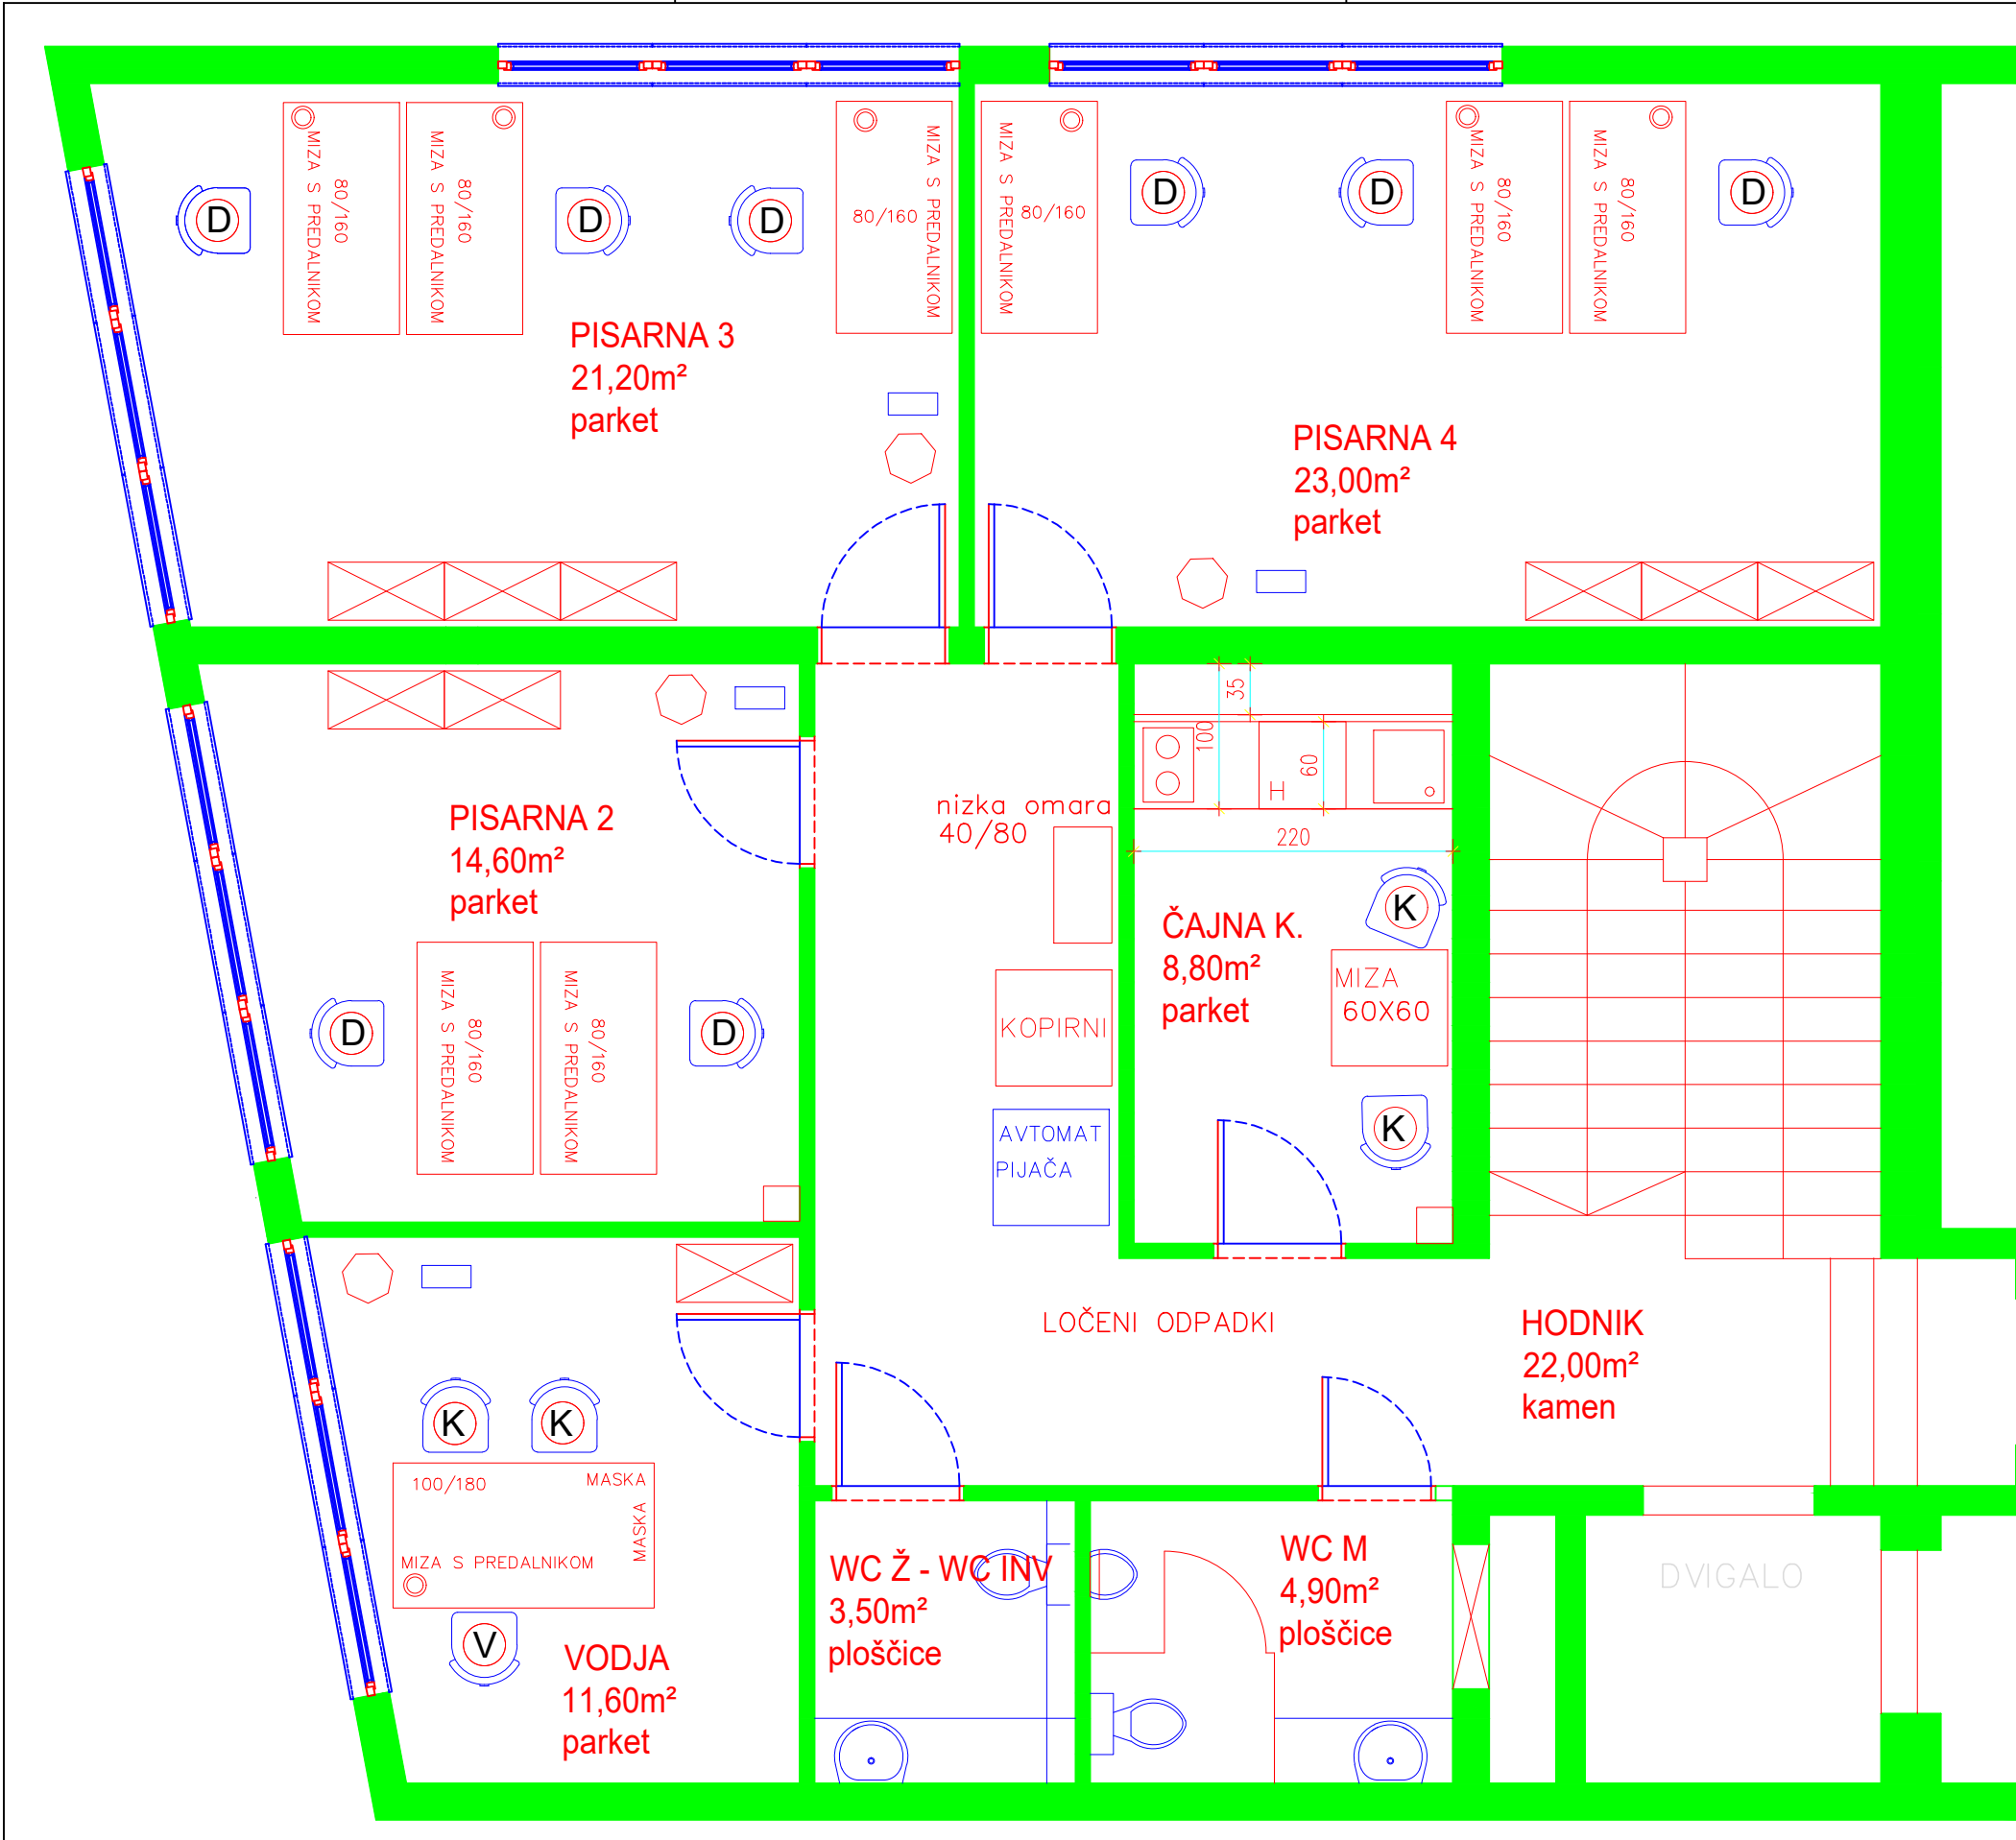 MIZA S PREDALNIKOM
80/160
MIZA S PREDALNIKOM
80/160
80/160
MIZA S PREDALNIKOM
MIZA S PREDALNIKOM
80/160
MIZA S PREDALNIKOM
80/160
MIZA S PREDALNIKOM
80/160
D
D
D
D
D
D
PISARNA 3
21,20m²
parket
PISARNA 4
23,00m²
parket
35
100
60
H
220
nizka omara
40/80
PISARNA 2
14,60m²
parket
K
ČAJNA K.
8,80m²
parket
MIZA
60X60
KOPIRNI
D
MIZA S PREDALNIKOM
80/160
MIZA S PREDALNIKOM
80/160
D
AVTOMAT
PIJAČA
K
LOČENI ODPADKI
HODNIK
22,00m²
kamen
K
K
100/180
MASKA
MASKA
MIZA S PREDALNIKOM
V
VODJA
11,60m²
parket
WC Ž - WC INV
3,50m²
ploščice
WC M
4,90m²
ploščice
DVIGALO